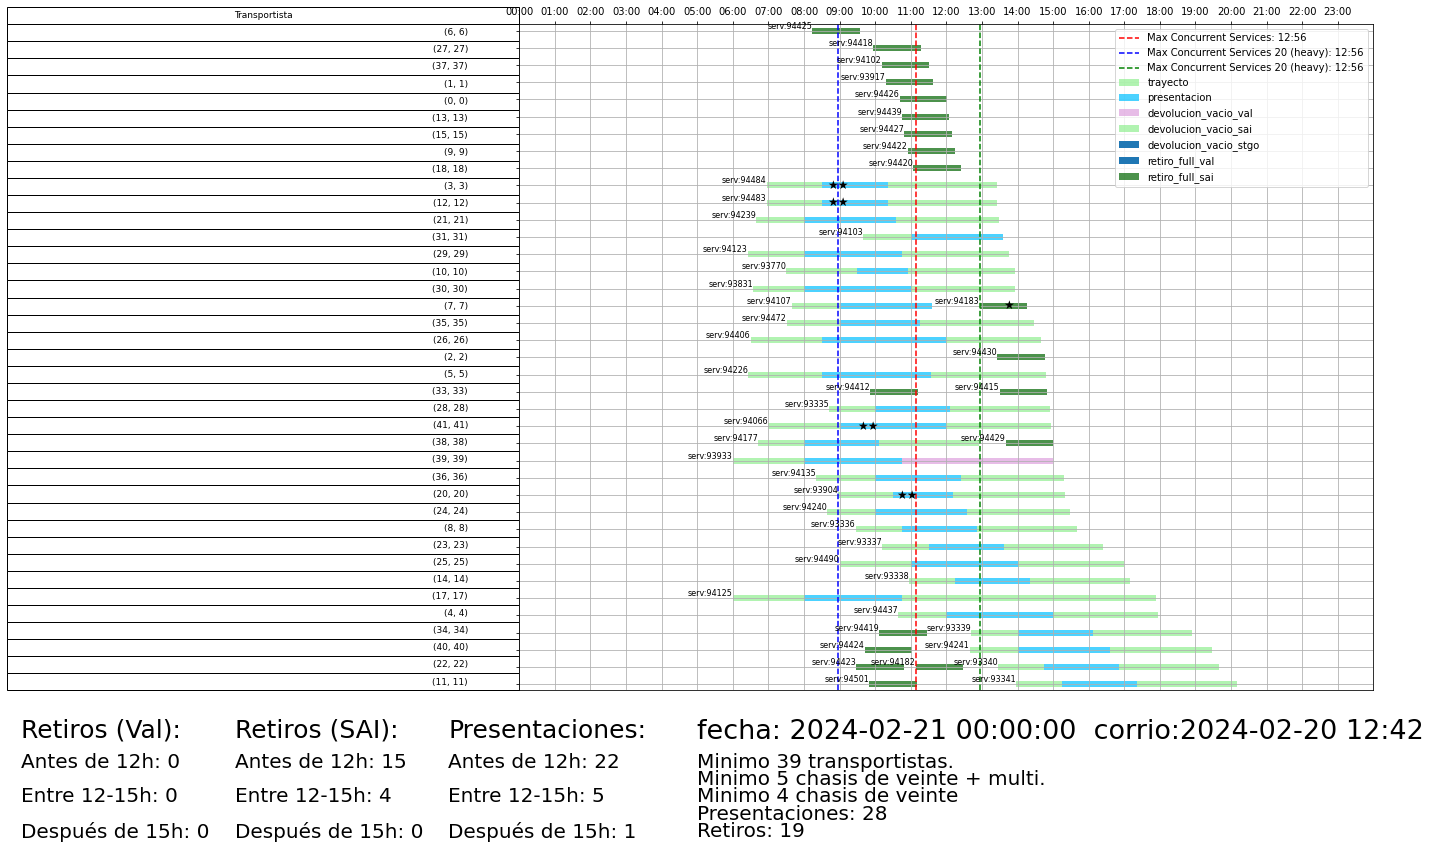 Transportista
00:00 01:00 02:00 03:00 04:00 05:00 06:00 07:00 08:00 09:00 10:00 11:00 12:00 13:00 14:00 15:00 16:00 17:00 18:00 19:00 20:00 21:00 22:00 23:00
Max Concurrent Services: 12:56
Max Concurrent Services 20 (heavy): 12:56
Max Concurrent Services 20 (heavy): 12:56
trayecto
presentacion
devolucion_vacio_val
devolucion_vacio_sai
devolucion_vacio_stgo
retiro_full_val
retiro_full_sai
(6, 6) serv:94425
(27, 27) serv:94418
(37, 37) serv:94102
(1, 1) serv:93917
(0, 0) serv:94426
(13, 13) serv:94439
(15, 15) serv:94427
(9, 9) serv:94422
(18, 18) serv:94420
(3, 3) serv:94484
(12, 12) serv:94483
(21, 21) serv:94239
(31, 31) serv:94103
(29, 29) serv:94123
(10, 10) serv:93770
(30, 30) serv:93831
(7, 7) serv:94107 serv:94183
(35, 35) serv:94472
(26, 26) serv:94406
(2, 2) serv:94430
(5, 5) serv:94226
(33, 33) serv:94412 serv:94415
(28, 28) serv:93335
(41, 41) serv:94066
(38, 38) serv:94177 serv:94429
(39, 39) serv:93933
(36, 36) serv:94135
(20, 20) serv:93904
(24, 24) serv:94240
(8, 8) serv:93336
(23, 23) serv:93337
(25, 25) serv:94490
(14, 14) serv:93338
(17, 17) serv:94125
(4, 4) serv:94437
(34, 34) serv:94419 serv:93339
(40, 40) serv:94424 serv:94241
(22, 22) serv:94423 serv:94182 serv:93340
(11, 11) serv:94501 serv:93341
Retiros (Val):
Antes de 12h: 0
Entre 12-15h: 0
Después de 15h: 0
Retiros (SAI):
Antes de 12h: 15
Entre 12-15h: 4
Después de 15h: 0
Presentaciones:
Antes de 12h: 22
Entre 12-15h: 5
Después de 15h: 1
fecha: 2024-02-21 00:00:00 corrio:2024-02-20 12:42
Minimo 39 transportistas.
Minimo 5 chasis de veinte + multi.
Minimo 4 chasis de veinte
Presentaciones: 28
Retiros: 19